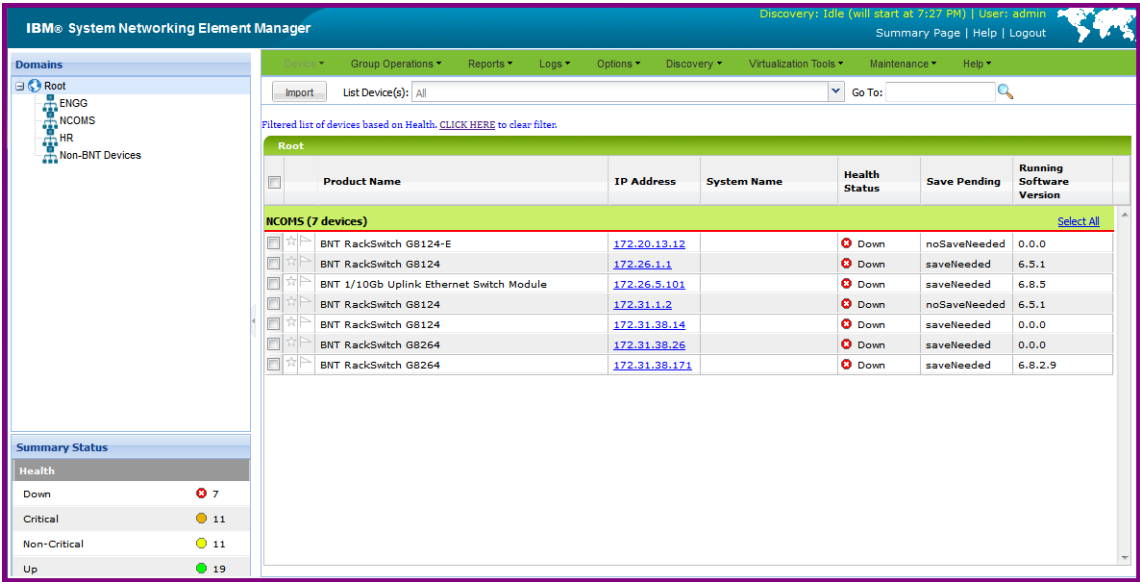 Discovery: Idle (will start at 7:27 PM) | User: admin
IBM® System Networking Element Manager
Summary Page | Help | Logout
Domains
Root
ENGG
NCOMS
HR
Non-BNT Devices
Device Group Operations Reports Logs Options Discovery Virtualization Tools Maintenance Help
Import List Device(s): All Go To:
Filtered list of devices based on Health. CLICK HERE to clear filter.
Root
Product Name IP Address System Name Health Status Save Pending Running Software Version
NCOMS (7 devices) Select All
BNT RackSwitch G8124-E 172.20.13.12 Down noSaveNeeded 0.0.0
BNT RackSwitch G8124 172.26.1.1 Down saveNeeded 6.5.1
BNT 1/10Gb Uplink Ethernet Switch Module 172.26.5.101 Down saveNeeded 6.8.5
BNT RackSwitch G8124 172.31.1.2 Down noSaveNeeded 6.5.1
BNT RackSwitch G8124 172.31.38.14 Down saveNeeded 0.0.0
BNT RackSwitch G8264 172.31.38.26 Down saveNeeded 0.0.0
BNT RackSwitch G8264 172.31.38.171 Down saveNeeded 6.8.2.9
Summary Status
Health
Down 7
Critical 11
Non-Critical 11
Up 19